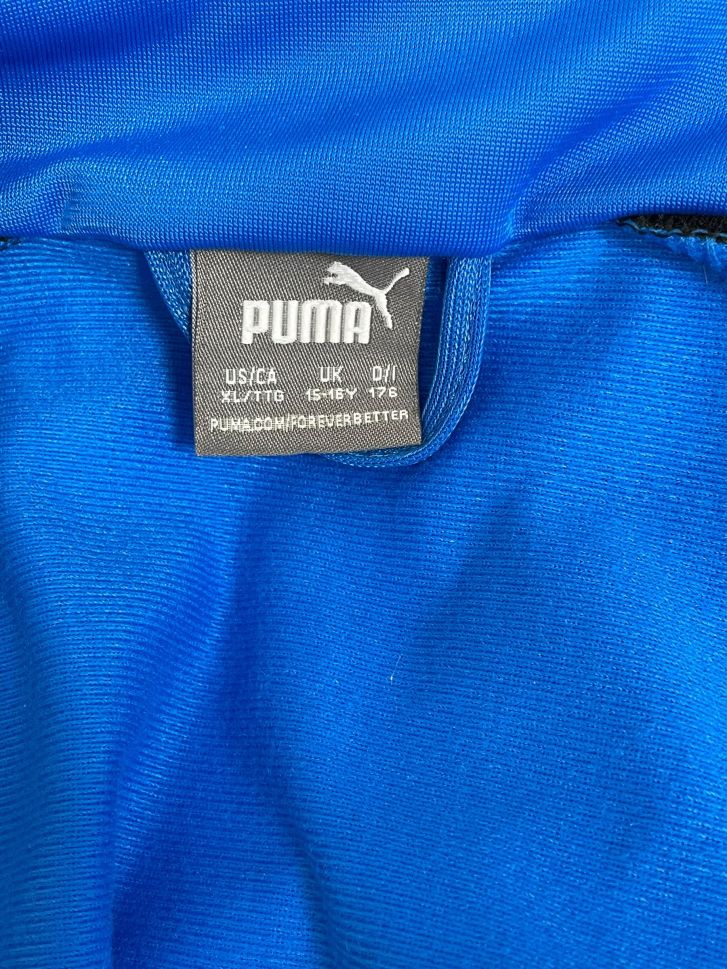 PUMA
US/CA UK D/I
XL/TTG 15-16Y 176
PUMA.COM/FOREVERBETTER